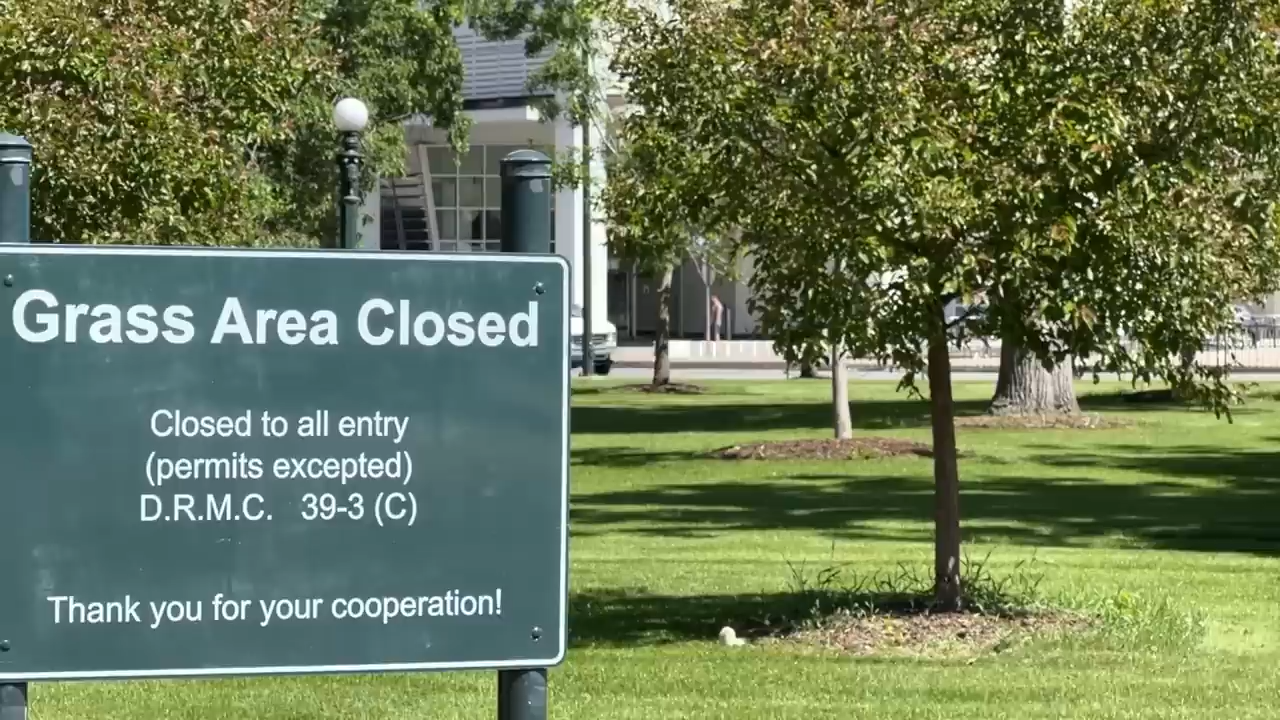 Grass Area Closed
Closed to all entry
(permits excepted)
D.R.M.C. 39-3 (C)
Thank you for your cooperation!